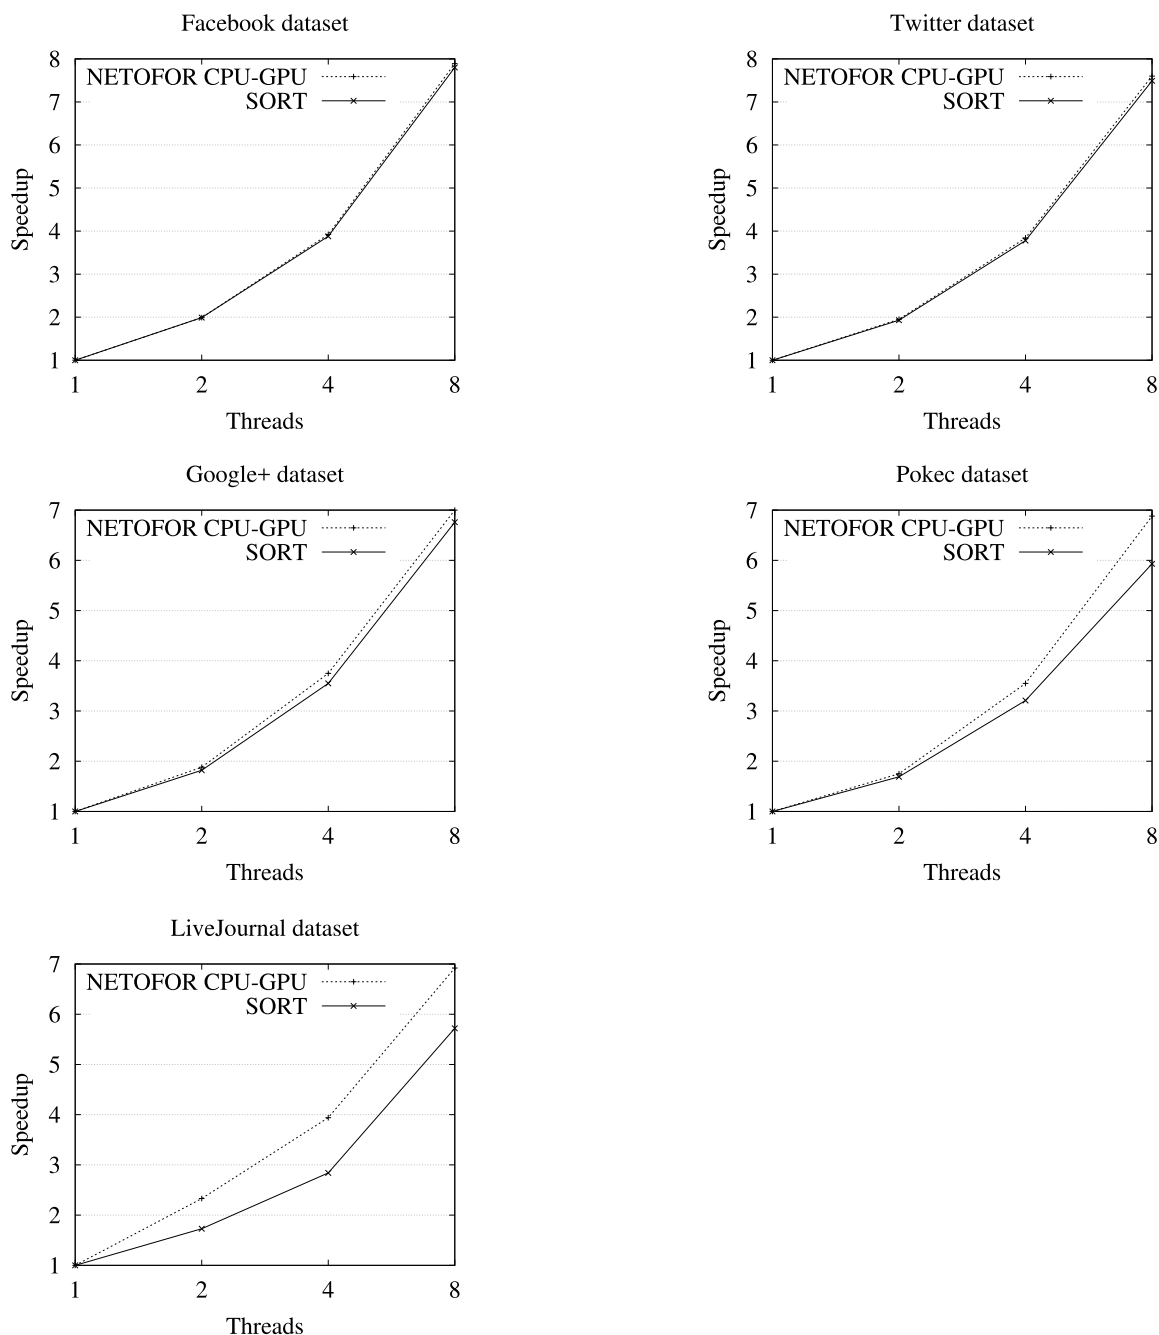 Facebook dataset
8
NETOFOR CPU-GPU
SORT
7
6
5
4
3
2
1
Speedup
1 2 4 8
Threads
Twitter dataset
8
NETOFOR CPU-GPU
SORT
7
6
5
4
3
2
1
Speedup
1 2 4 8
Threads
Google+ dataset
7
NETOFOR CPU-GPU
SORT
6
5
4
3
2
1
Speedup
1 2 4 8
Threads
Pokec dataset
7
NETOFOR CPU-GPU
SORT
6
5
4
3
2
1
Speedup
1 2 4 8
Threads
LiveJournal dataset
7
NETOFOR CPU-GPU
SORT
6
5
4
3
2
1
Speedup
1 2 4 8
Threads